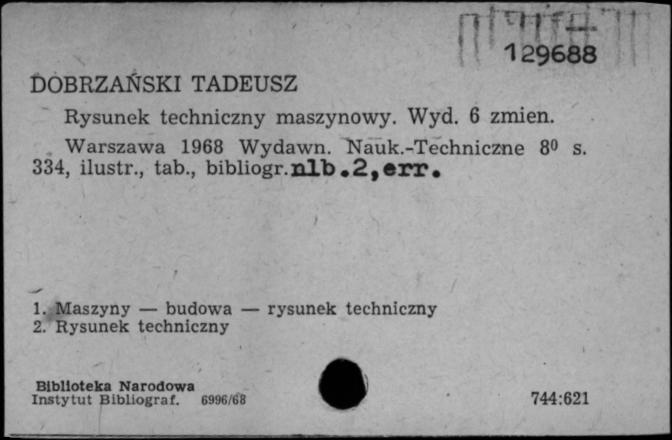 129688
DOBRZAŃSKI TADEUSZ
Rysunek techniczny maszynowy. Wyd. 6 zmien.
Warszawa 1968 Wydawn. Nauk.-Techniczne 8⁰ s.
334, ilustr., tab., bibliogr. nlb.2,err.
1. Maszyny — budowa — rysunek techniczny
2. Rysunek techniczny
Biblioteka Narodowa
Instytut Bibliograf. 6996/68
744:621